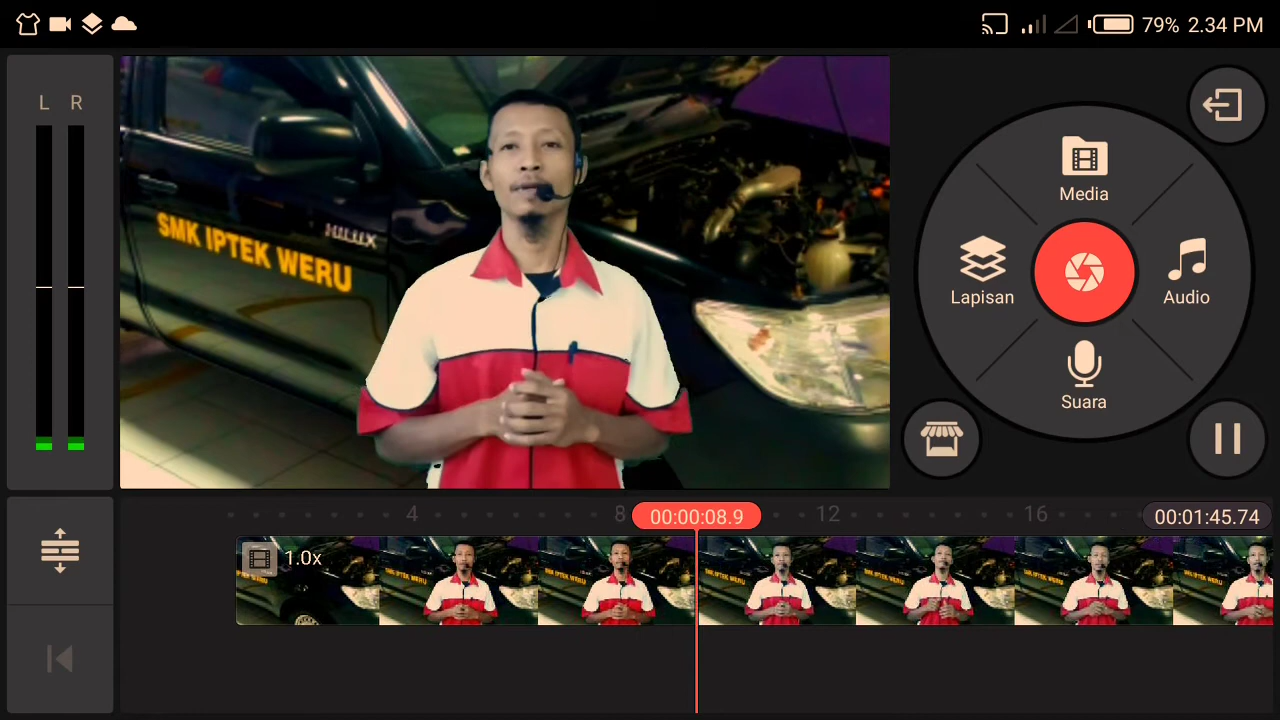 79% 2.34 PM
L R
SMK IPTEK WERU
HILUX
Media
Lapisan
Audio
Suara
4 8 00:00:08.9 12 16 00:01:45.74
1.0x